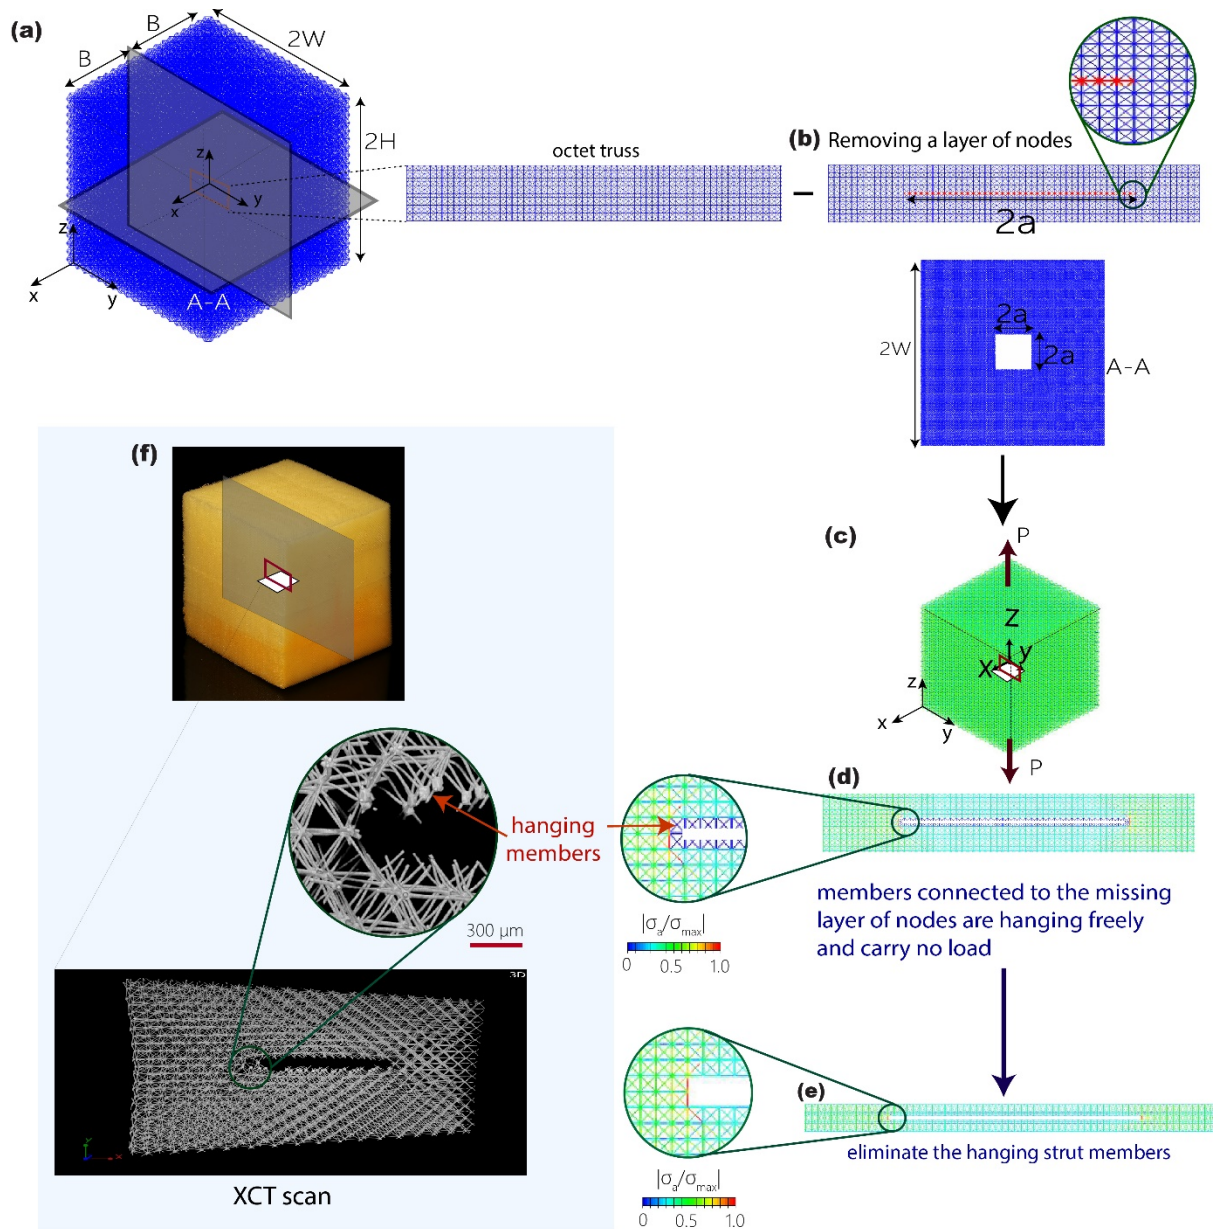 (a)
B
B
2W
2H
z
x
y
z
x
y
A-A
octet truss
(b) Removing a layer of nodes
2a
2W
2a
2a
A-A
(c)
P
Z
y
X
z
x
y
P
(d)
hanging
members
|σa/σmax|
0 0.5 1.0
members connected to the missing
layer of nodes are hanging freely
and carry no load
(e)
|σa/σmax|
0 0.5 1.0
eliminate the hanging strut members
(f)
300 µm
3D
XCT scan